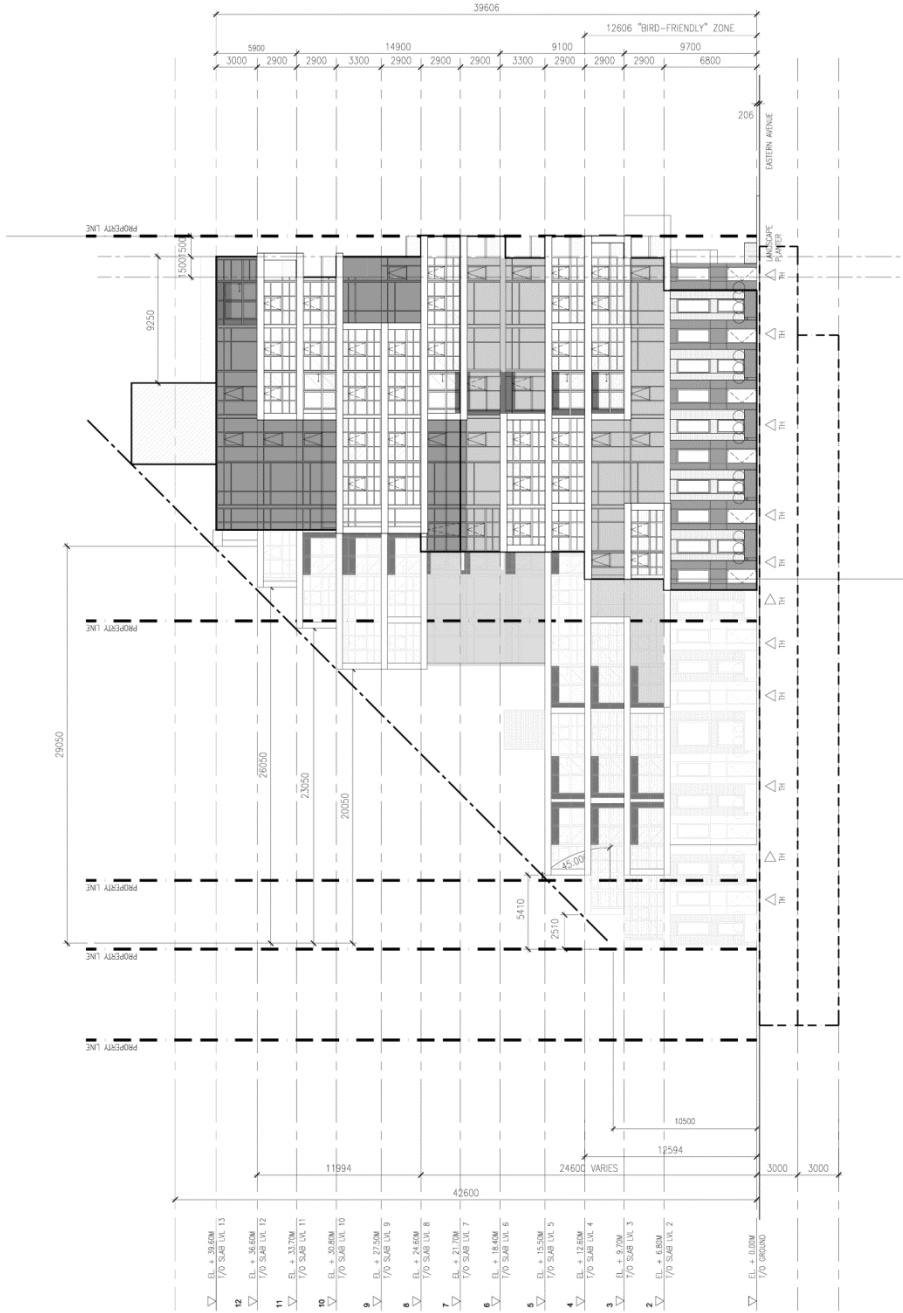 39606
12606 "BIRD-FRIENDLY" ZONE
5900
14900
9100
9700
3000
2900
2900
3300
2900
2900
2900
3300
2900
2900
2900
6800
206
EASTERN AVENUE
PROPERTY LINE
LANDSCAPE
PLANTER
1500
1500
9250
TH
TH
TH
TH
TH
TH
PROPERTY LINE
TH
TH
29050
26050
23050
20050
TH
45.00
TH
PROPERTY LINE
TH
5410
2510
PROPERTY LINE
PROPERTY LINE
10500
12594
11994
24600 VARIES
3000
3000
42600
12
EL. + 39.60M
T/O SLAB LVL 13
11
EL. + 36.60M
T/O SLAB LVL 12
10
EL. + 33.70M
T/O SLAB LVL 11
9
EL. + 30.80M
T/O SLAB LVL 10
8
EL. + 27.50M
T/O SLAB LVL 9
7
EL. + 24.60M
T/O SLAB LVL 8
6
EL. + 21.70M
T/O SLAB LVL 7
5
EL. + 18.40M
T/O SLAB LVL 6
4
EL. + 15.50M
T/O SLAB LVL 5
3
EL. + 12.60M
T/O SLAB LVL 4
2
EL. + 9.70M
T/O SLAB LVL 3
EL. + 6.80M
T/O SLAB LVL 2
EL. + 0.00M
T/O GROUND